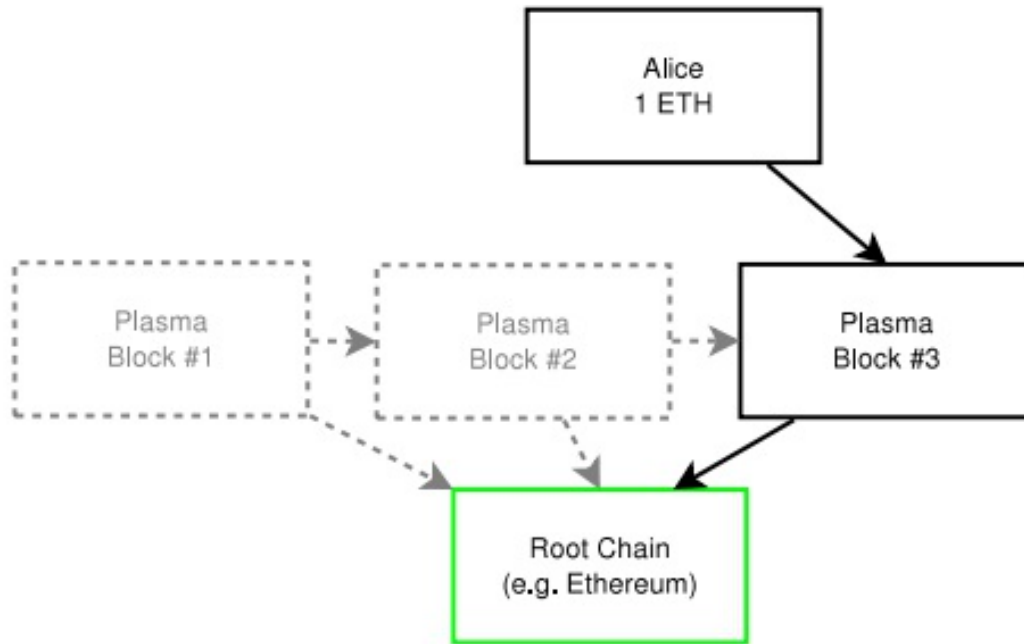 Alice
1 ETH
Plasma
Block #1
Plasma
Block #2
Plasma
Block #3
Root Chain
(e.g. Ethereum)